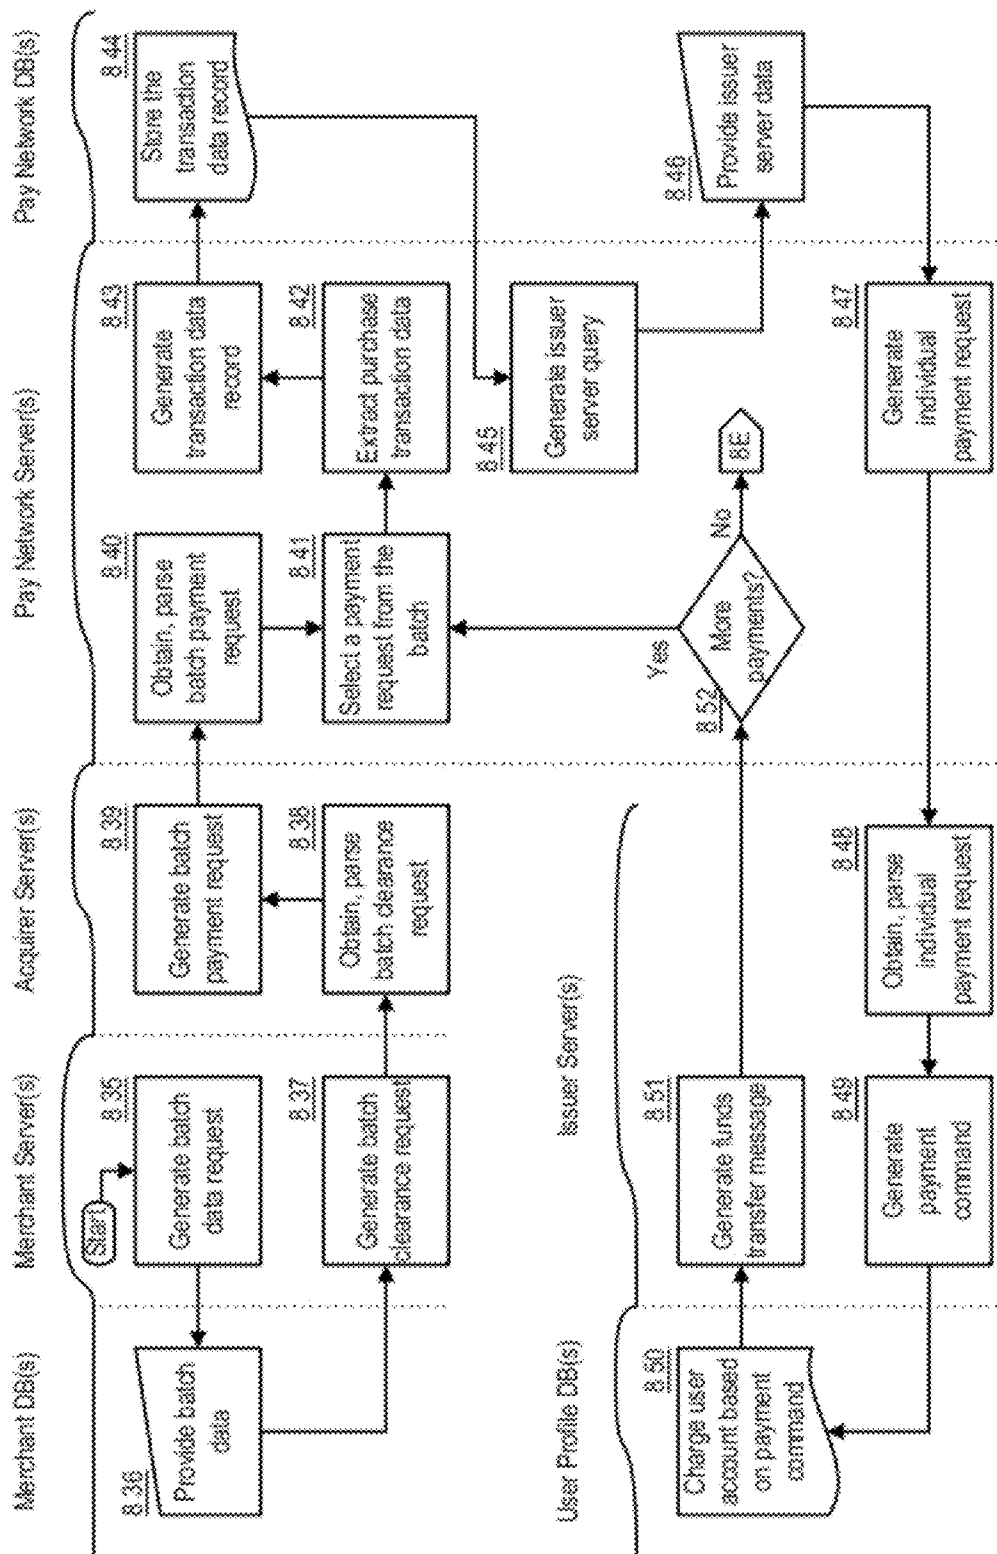 Merchant DB(s)
Merchant Server(s)
Acquirer Server(s)
Pay Network Server(s)
Pay Network DB(s)
Start
8.35
Generate batch
data request
8.36
Provide batch
data
8.37
Generate batch
clearance request
8.38
Obtain, parse
batch clearance
request
8.39
Generate batch
payment request
8.40
Obtain, parse
batch payment
request
8.41
Select a payment
request from the
batch
8.42
Extract purchase
transaction data
8.43
Generate
transaction data
record
8.44
Store the
transaction
data record
8.45
Generate issuer
server query
8.46
Provide issuer
server data
8.47
Generate
individual
payment request
User Profile DB(s)
Issuer Server(s)
8.48
Obtain, parse
individual
payment request
8.49
Generate
payment
command
8.50
Charge user
account based
on payment
command
8.51
Generate funds
transfer message
8.52
More
payments?
Yes
No
8E